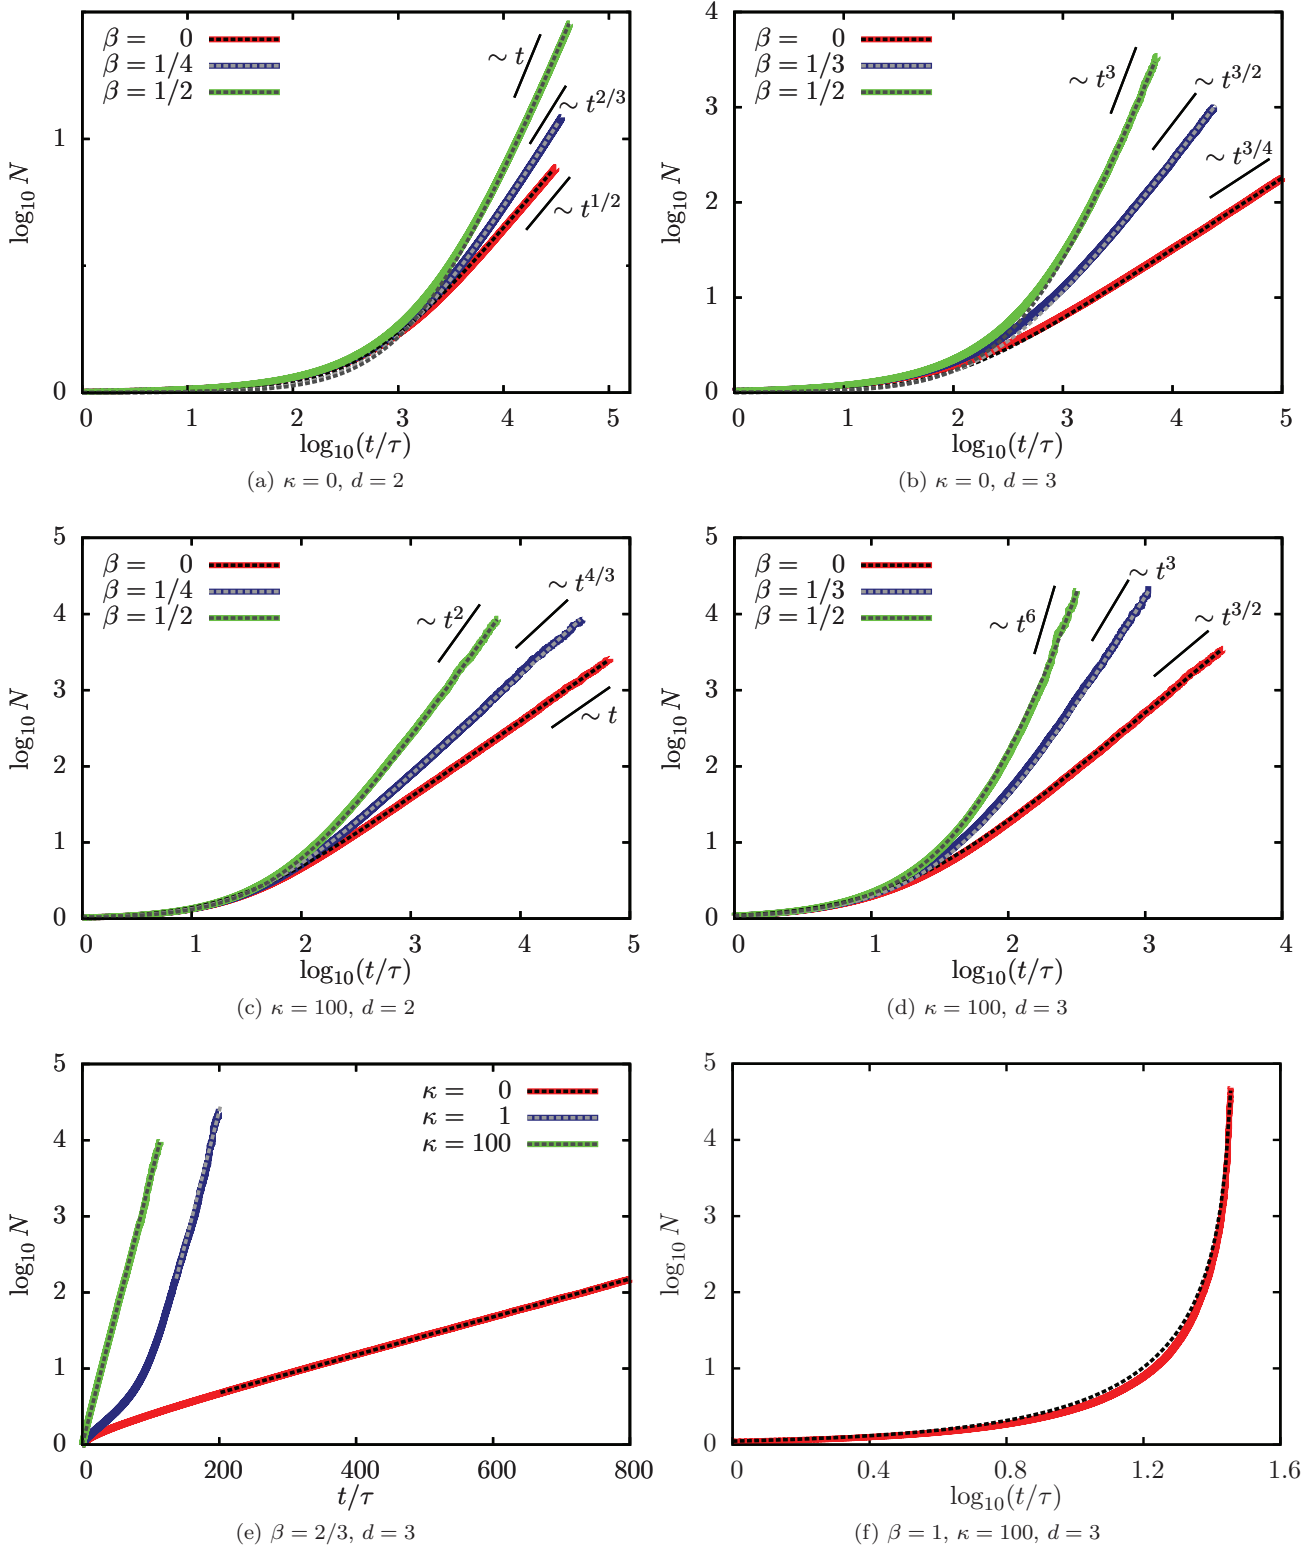 β = 0
β = 1/4
β = 1/2
∼ t
∼ t^{2/3}
∼ t^{1/2}
1
0
0 1 2 3 4 5
log₁₀ N
log₁₀(t/τ)
(a) κ = 0, d = 2
β = 0
β = 1/3
β = 1/2
∼ t^3
∼ t^{3/2}
∼ t^{3/4}
4
3
2
1
0
0 1 2 3 4 5
log₁₀ N
log₁₀(t/τ)
(b) κ = 0, d = 3
β = 0
β = 1/4
β = 1/2
∼ t^2
∼ t^{4/3}
∼ t
5
4
3
2
1
0
0 1 2 3 4 5
log₁₀ N
log₁₀(t/τ)
(c) κ = 100, d = 2
β = 0
β = 1/3
β = 1/2
∼ t^6
∼ t^3
∼ t^{3/2}
5
4
3
2
1
0
0 1 2 3 4
log₁₀ N
log₁₀(t/τ)
(d) κ = 100, d = 3
κ = 0
κ = 1
κ = 100
5
4
3
2
1
0
0 200 400 600 800
log₁₀ N
t/τ
(e) β = 2/3, d = 3
5
4
3
2
1
0
0 0.4 0.8 1.2 1.6
log₁₀ N
log₁₀(t/τ)
(f) β = 1, κ = 100, d = 3